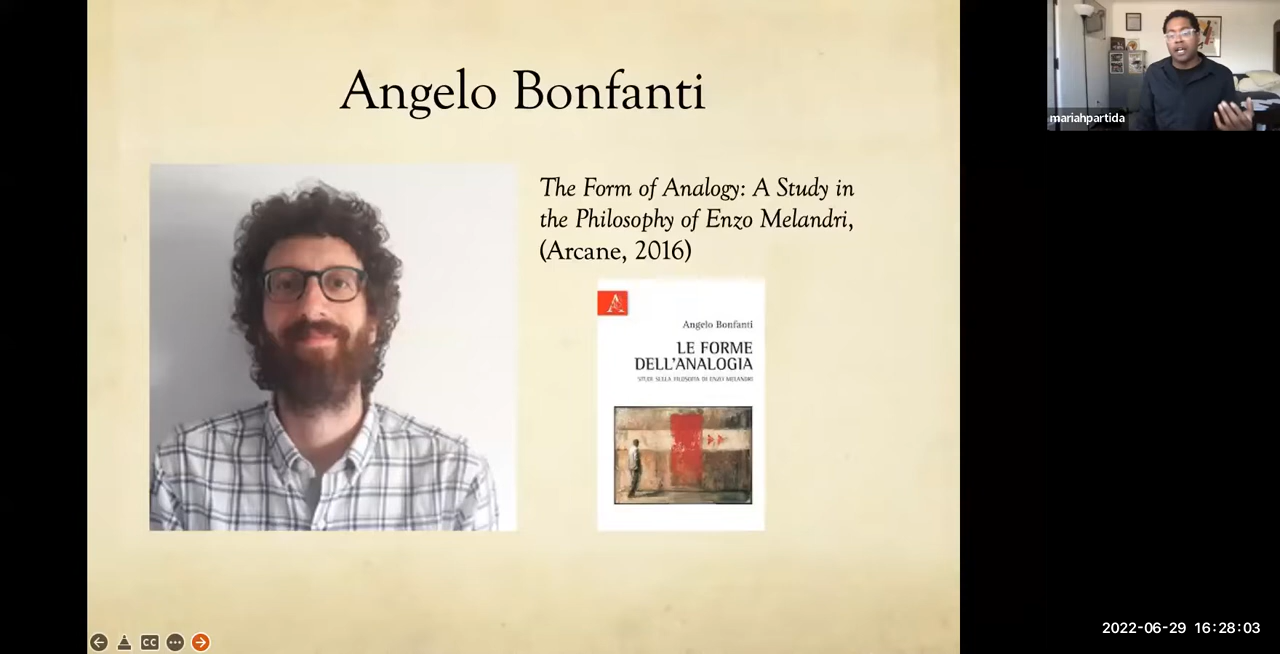 Angelo Bonfanti
The Form of Analogy: A Study in
the Philosophy of Enzo Melandri,
(Arcane, 2016)
A
Angelo Bonfanti
LE FORME
DELL'ANALOGIA
STUDI SULLA FILOSOFIA DI ENZO MELANDRI
CC
mariahpartida
2022-06-29 16:28:03